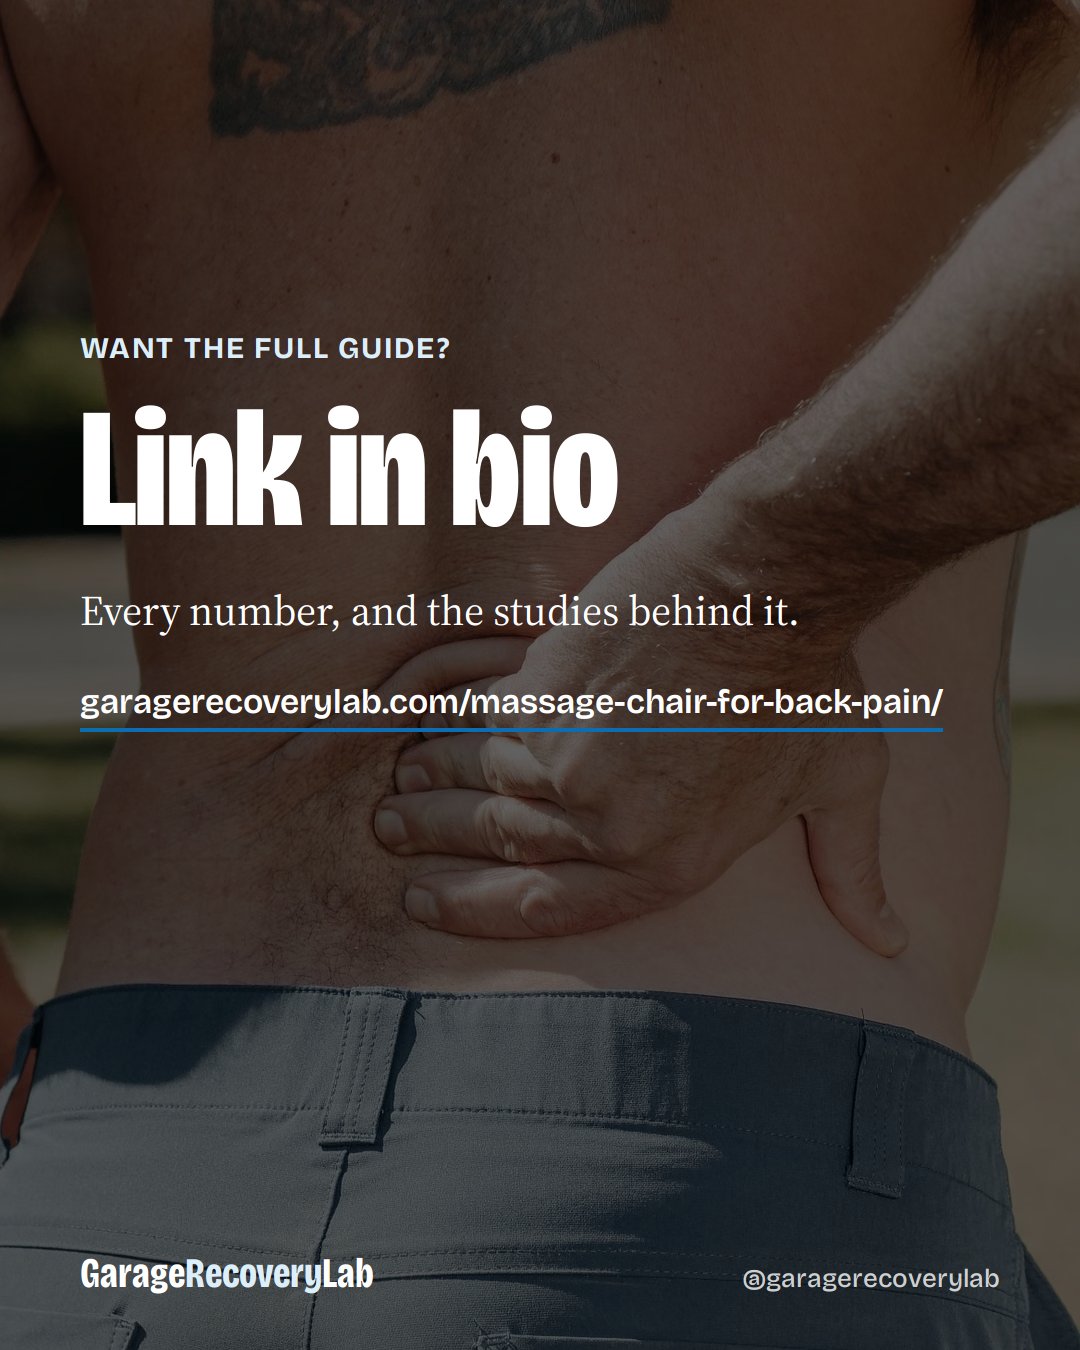 WANT THE FULL GUIDE?
Link in bio
Every number, and the studies behind it.
garagerecoverylab.com/massage-chair-for-back-pain/
GarageRecoveryLab
@garagerecoverylab